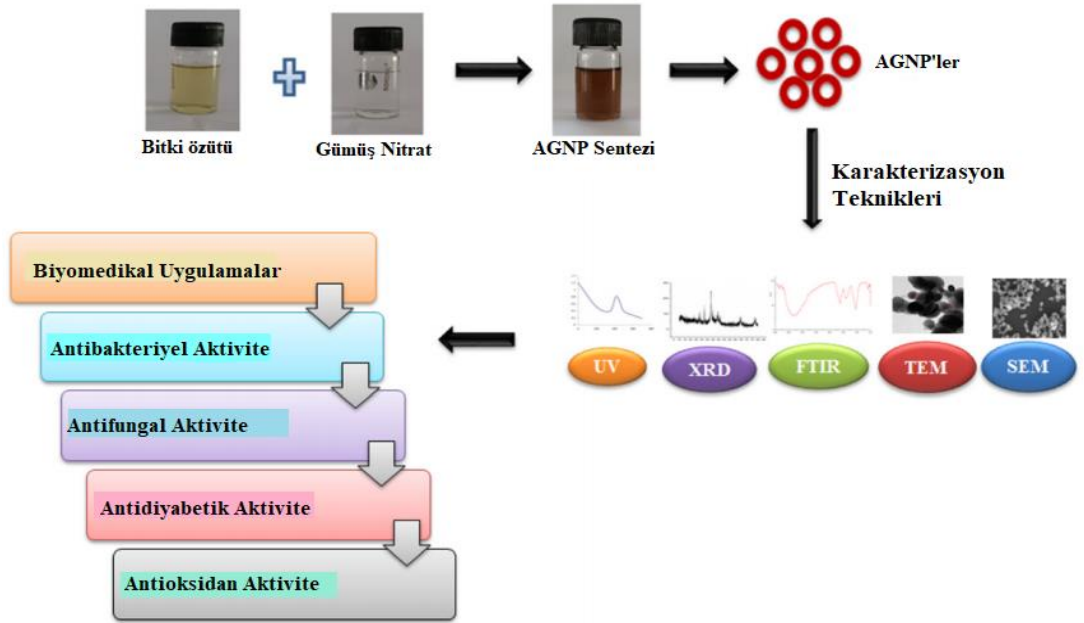 Bitki özütü
Gümüş Nitrat
AGNP Sentezi
AGNP'ler
Karakterizasyon
Teknikleri
UV
XRD
FTIR
TEM
SEM
Biyomedikal Uygulamalar
Antibakteriyel Aktivite
Antifungal Aktivite
Antidiyabetik Aktivite
Antioksidan Aktivite